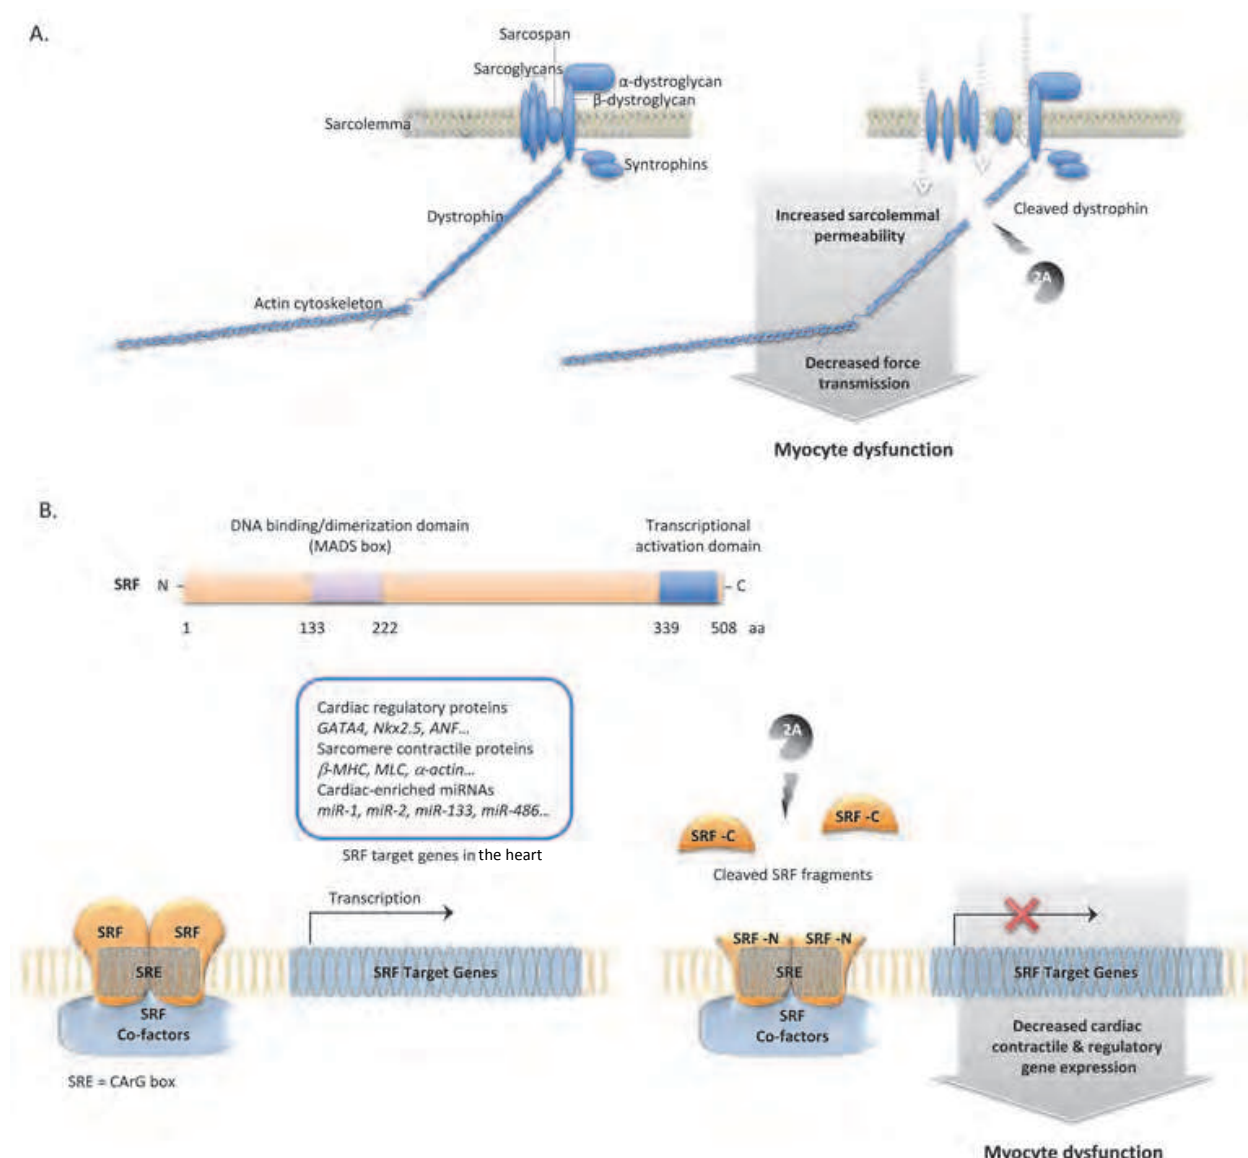 A.
Sarcospan
Sarcoglycans
α-dystroglycan
β-dystroglycan
Sarcolemma
Syntrophins
Dystrophin
Actin cytoskeleton
Increased sarcolemmal
permeability
Cleaved dystrophin
2A
Decreased force
transmission
Myocyte dysfunction
B.
DNA binding/dimerization domain
(MADS box)
Transcriptional
activation domain
SRF N C
1 133 222 339 508 aa
Cardiac regulatory proteins
GATA4, Nkx2.5, ANF...
Sarcomere contractile proteins
β-MHC, MLC, α-actin...
Cardiac-enriched miRNAs
miR-1, miR-2, miR-133, miR-486...
SRF target genes in the heart
2A
SRF -C
SRF -C
Cleaved SRF fragments
Transcription
SRF SRF
SRE
SRF Target Genes
SRF
Co-factors
SRE = CArG box
SRF -N SRF -N
SRE
SRF Target Genes
SRF
Co-factors
Decreased cardiac
contractile & regulatory
gene expression
Myocyte dysfunction